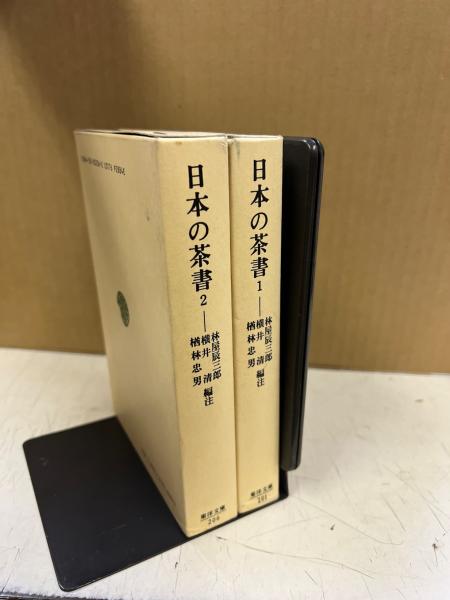 日本の茶書 1
林屋辰三郎
横井 清 編注
楢林忠男
東洋文庫
201
日本の茶書 2
林屋辰三郎
横井 清 編注
楢林忠男
東洋文庫
206